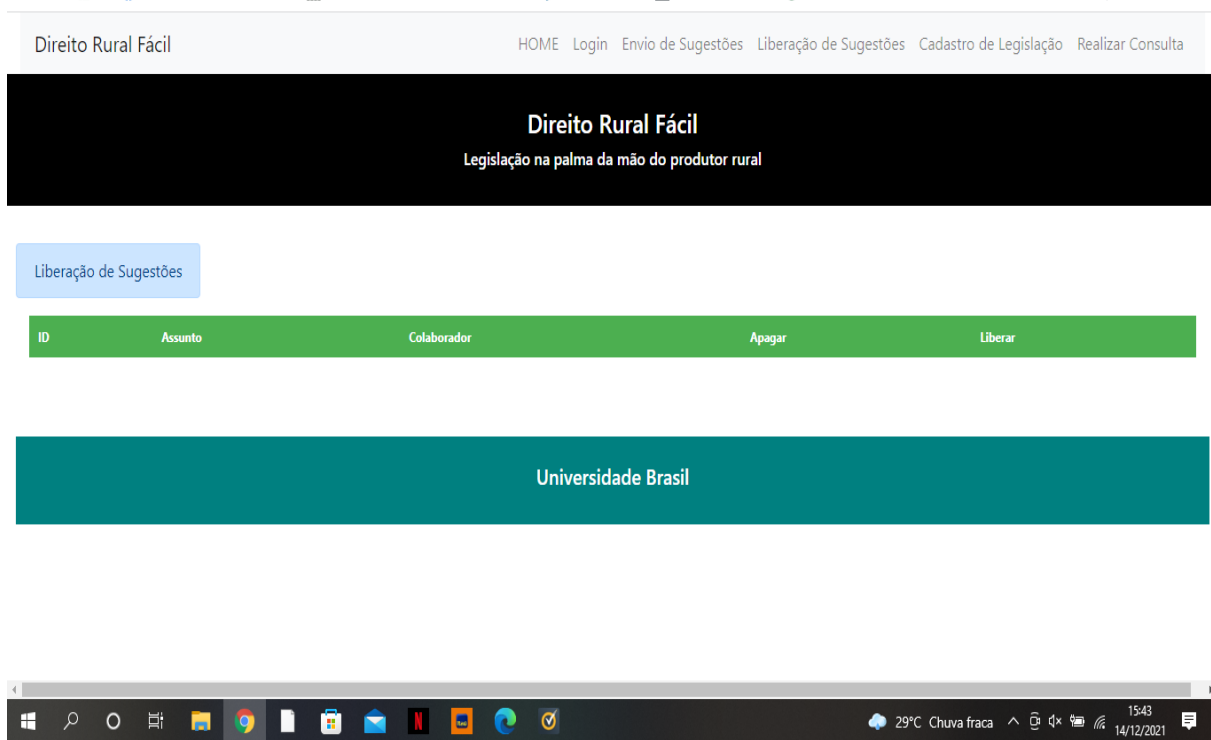 Direito Rural Fácil HOME Login Envio de Sugestões Liberação de Sugestões Cadastro de Legislação Realizar Consulta
Direito Rural Fácil
Legislação na palma da mão do produtor rural
Liberação de Sugestões
ID Assunto Colaborador Apagar Liberar
Universidade Brasil
29°C Chuva fraca
15:43
14/12/2021